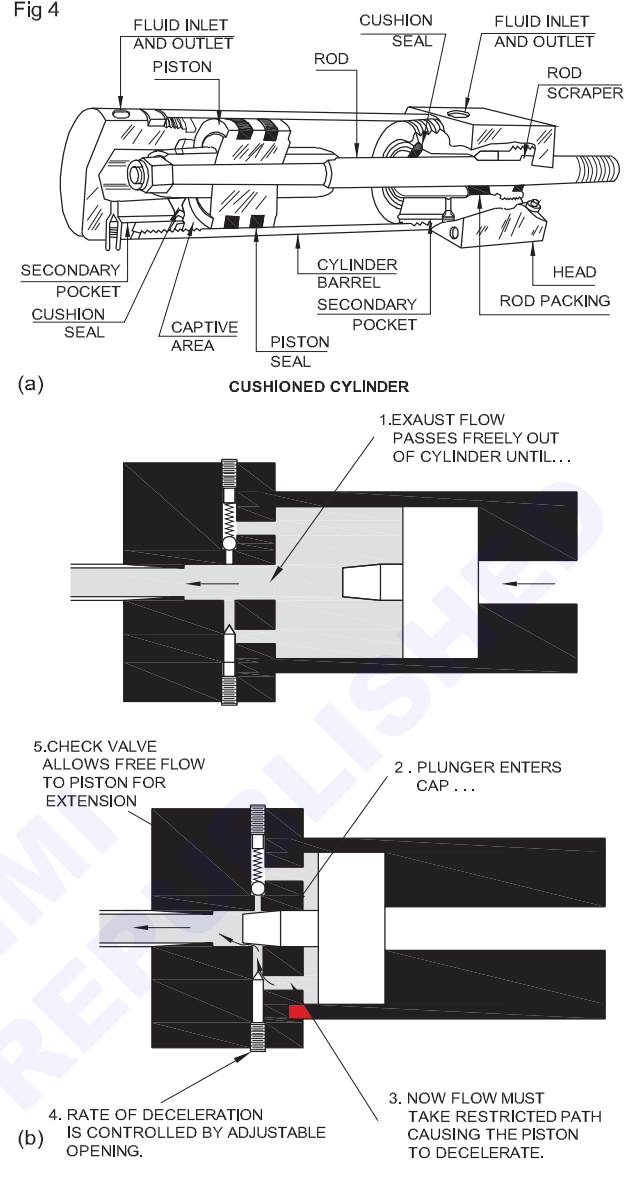 Fig 4
FLUID INLET
AND OUTLET
PISTON
ROD
CUSHION
SEAL
FLUID INLET
AND OUTLET
ROD
SCRAPER
SECONDARY
POCKET
CUSHION
SEAL
CAPTIVE
AREA
PISTON
SEAL
CYLINDER
BARREL
SECONDARY
POCKET
HEAD
ROD PACKING
(a)
CUSHIONED CYLINDER
1.EXAUST FLOW
PASSES FREELY OUT
OF CYLINDER UNTIL...
5.CHECK VALVE
ALLOWS FREE FLOW
TO PISTON FOR
EXTENSION
2 . PLUNGER ENTERS
CAP ...
4. RATE OF DECELERATION
IS CONTROLLED BY ADJUSTABLE
OPENING.
(b)
3. NOW FLOW MUST
TAKE RESTRICTED PATH
CAUSING THE PISTON
TO DECELERATE.
REPUBLISHED